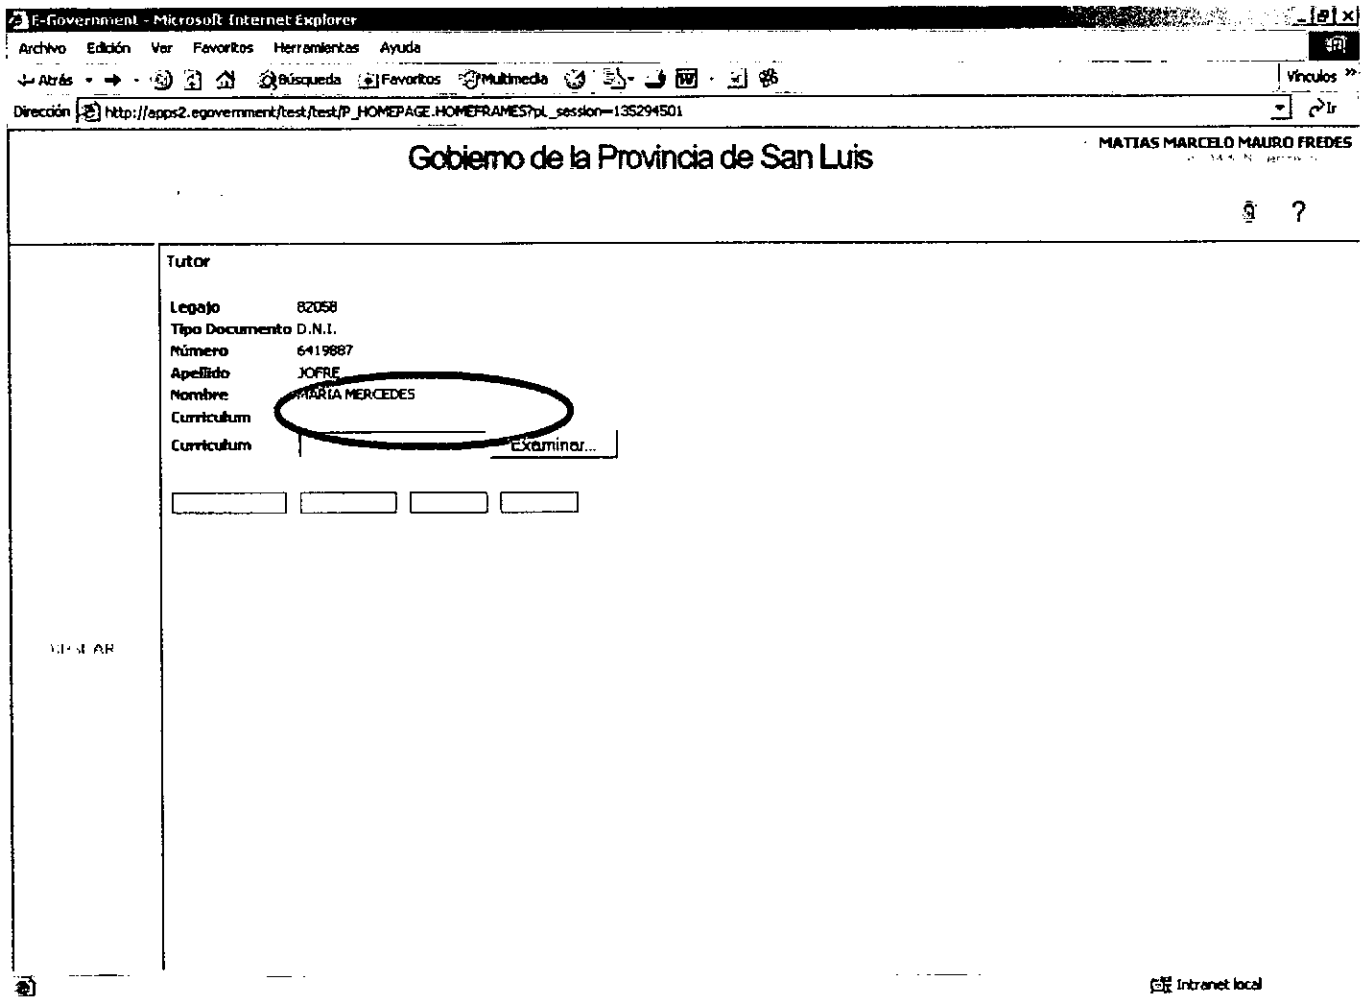 E-Government - Microsoft Internet Explorer
Archivo Edición Ver Favoritos Herramientas Ayuda
Atrás Búsqueda Favoritos Multimedia Vínculos »
Dirección http://apps2.egovernment/test/test/P_HOMEPAGE.HOMEFRAMES?pl_session=135294501 Ir
Gobierno de la Provincia de San Luis
MATIAS MARCELO MAURO FREDES
?
Tutor
Legajo 82058
Tipo Documento D.N.I.
Número 6419887
Apellido JOFRE
Nombre MARIA MERCEDES
Curriculum
Curriculum Examinar...
Intranet local